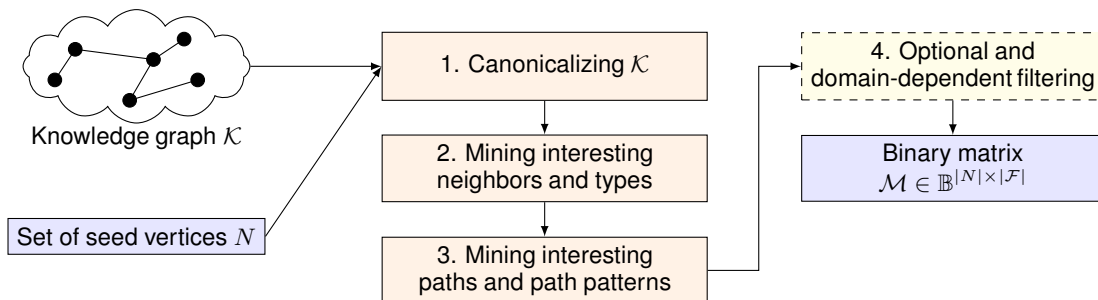 Knowledge graph 𝒦
Set of seed vertices N
1. Canonicalizing 𝒦
2. Mining interesting
neighbors and types
3. Mining interesting
paths and path patterns
4. Optional and
domain-dependent filtering
Binary matrix
ℳ ∈ 𝔹^{|N|×|ℱ|}